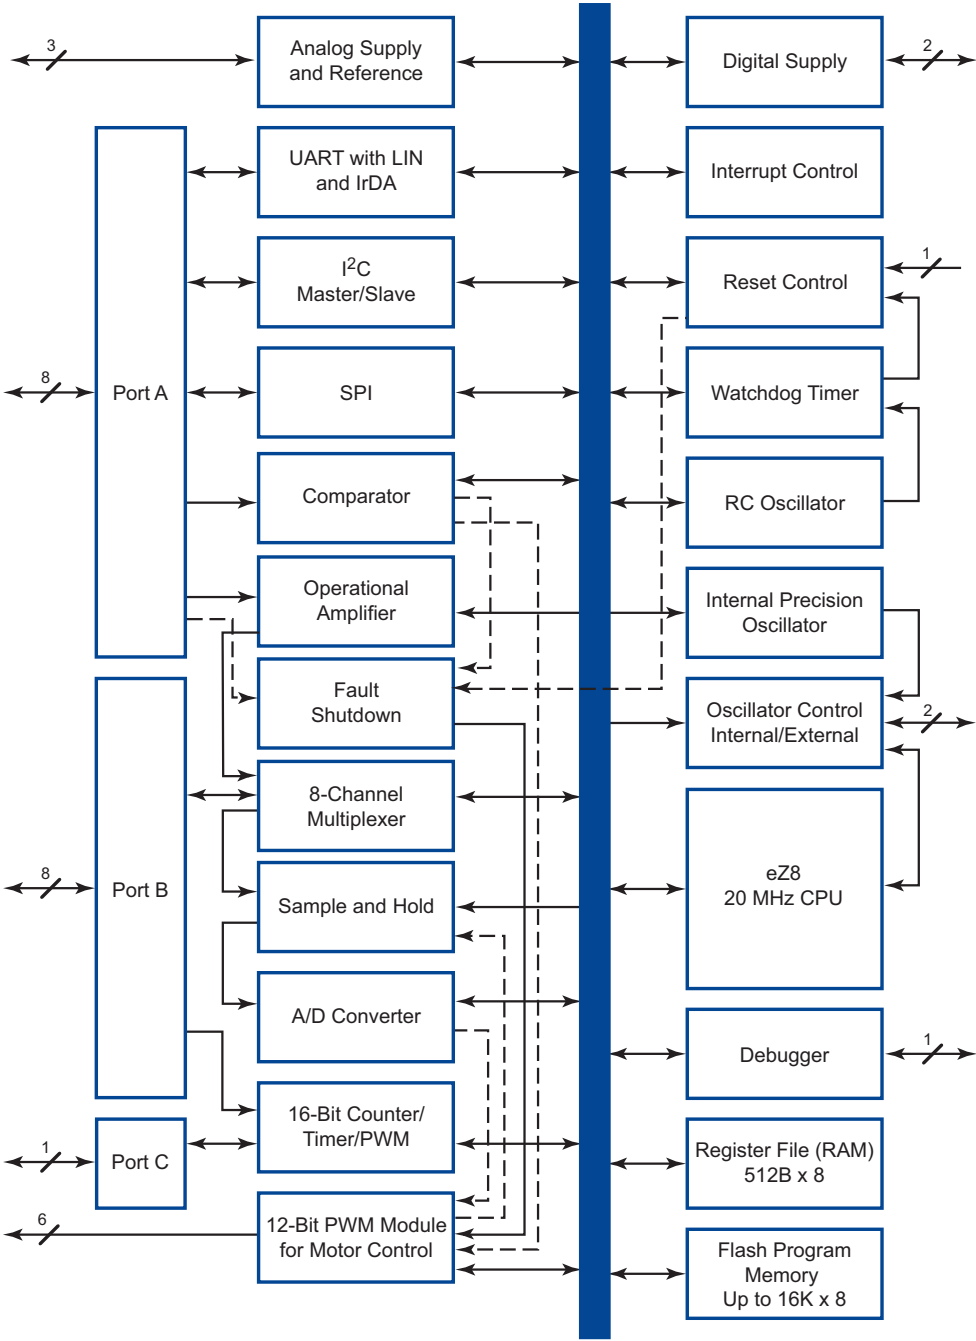 3
Analog Supply
and Reference
Digital Supply
2
UART with LIN
and IrDA
Interrupt Control
I²C
Master/Slave
Reset Control
1
8
Port A
SPI
Watchdog Timer
Comparator
RC Oscillator
Operational
Amplifier
Internal Precision
Oscillator
Fault
Shutdown
Oscillator Control
Internal/External
2
8-Channel
Multiplexer
8
Port B
Sample and Hold
eZ8
20 MHz CPU
A/D Converter
Debugger
1
16-Bit Counter/
Timer/PWM
1
Port C
Register File (RAM)
512B x 8
6
12-Bit PWM Module
for Motor Control
Flash Program
Memory
Up to 16K x 8